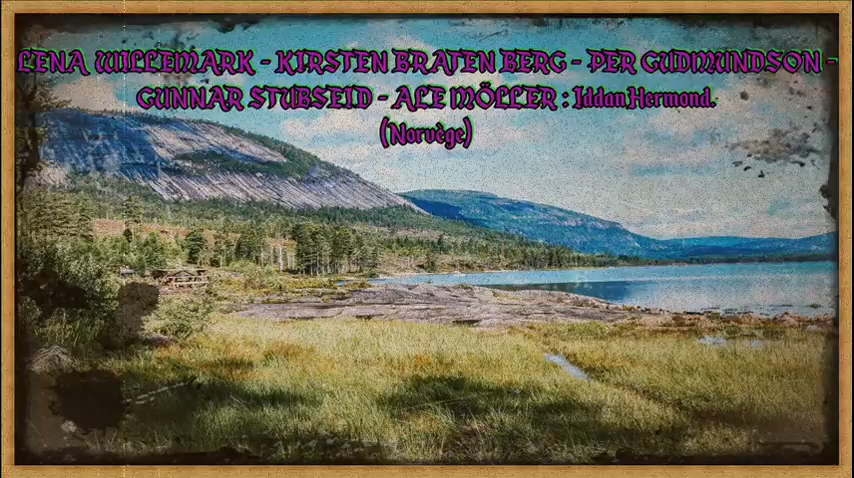 LENA WILLEMARK - KIRSTEN BRATEN BERG - PER GUDMUNDSON -
GUNNAR STUBSEID - ALE MÖLLER : Iddan Hermond.
(Norvège)